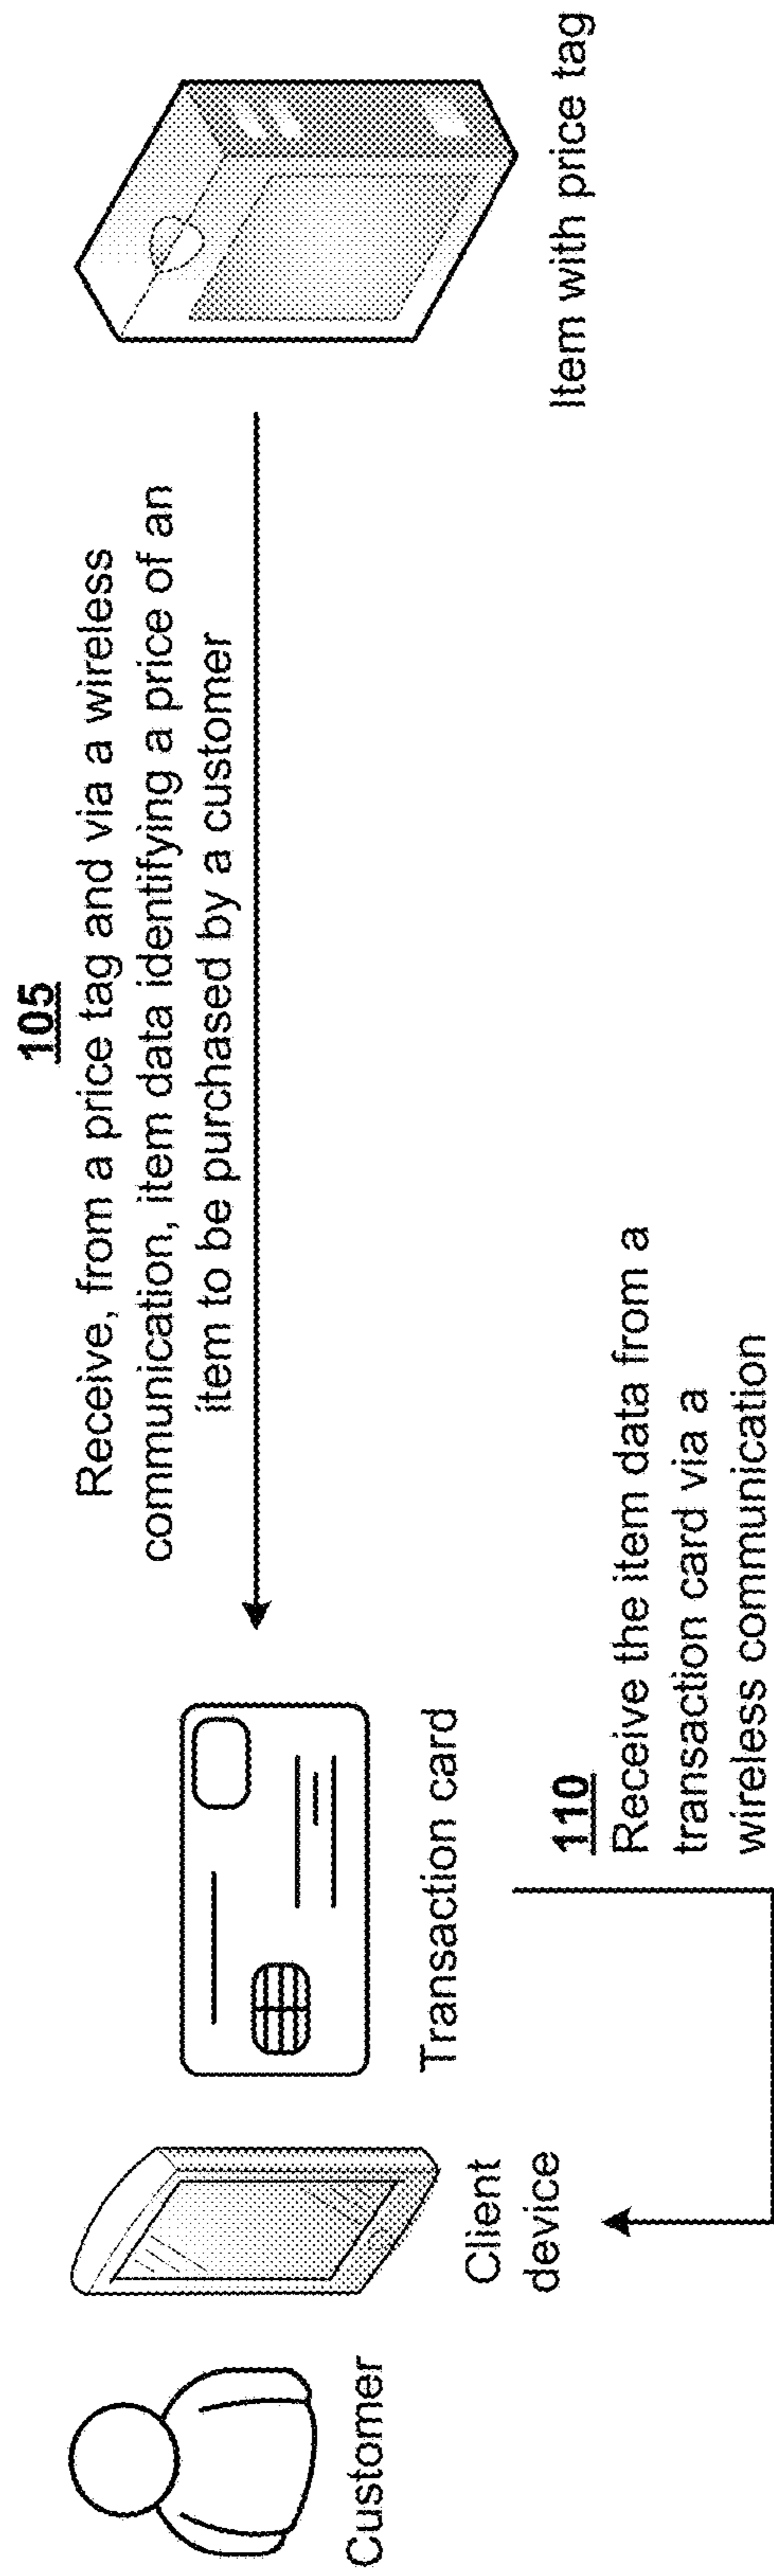 105
Receive, from a price tag and via a wireless
communication, item data identifying a price of an
item to be purchased by a customer
Customer
Client
device
Transaction card
Item with price tag
110
Receive the item data from a
transaction card via a
wireless communication